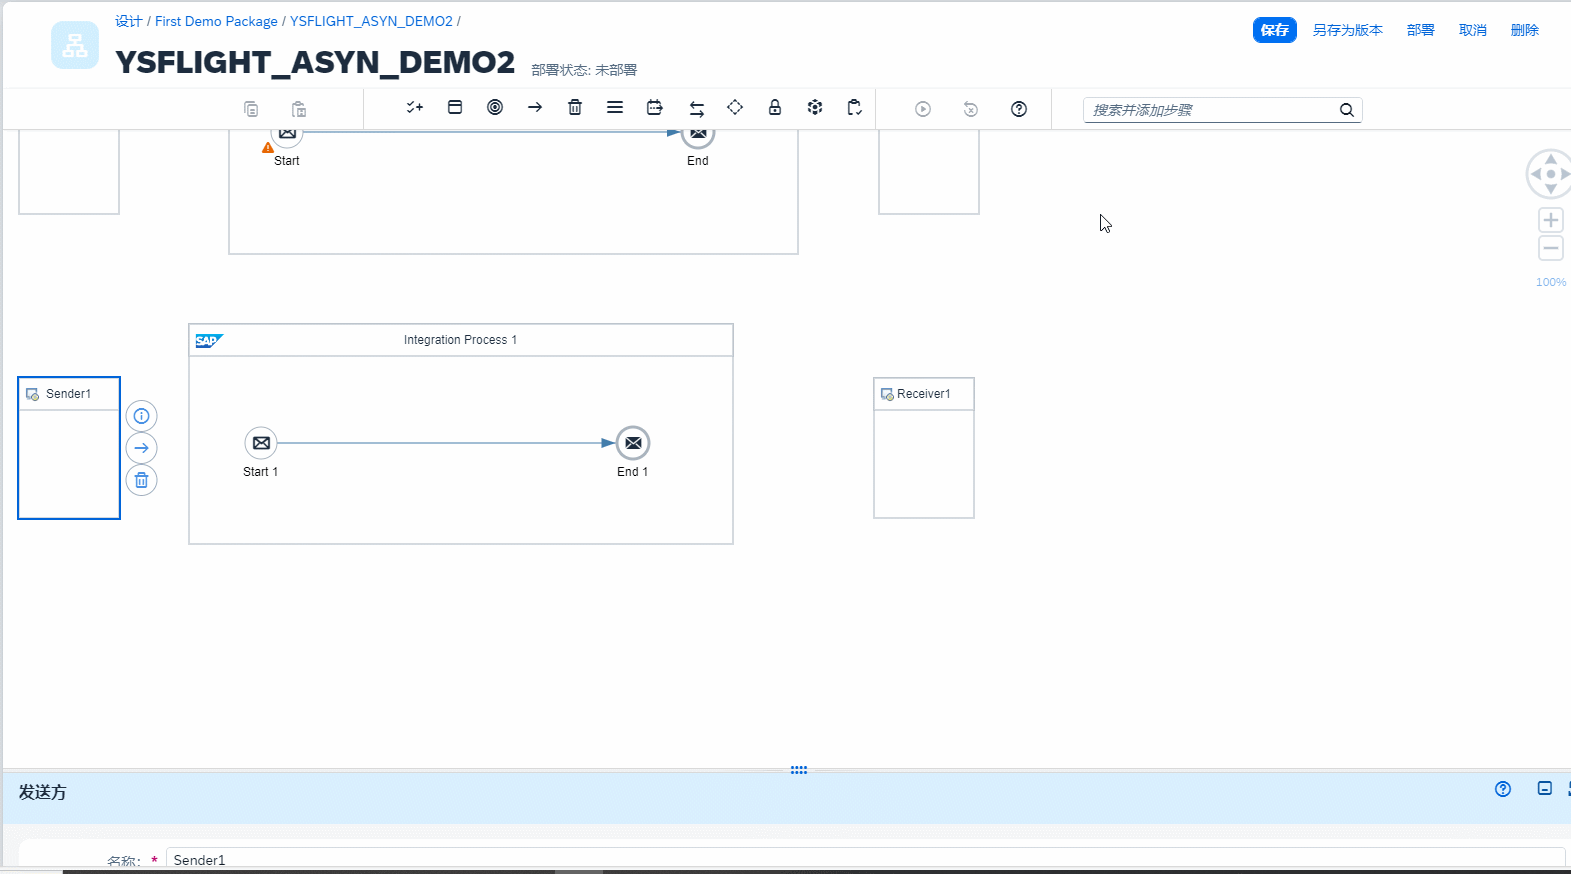 设计 / First Demo Package / YSFLIGHT_ASYN_DEMO2 /
保存 另存为版本 部署 取消 删除
YSFLIGHT_ASYN_DEMO2 部署状态: 未部署
搜索并添加步骤
Start
End
100%
SAP Integration Process 1
Sender1
Receiver1
Start 1
End 1
发送方
名称: * Sender1